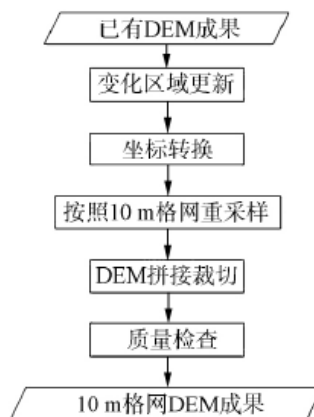 已有DEM成果
变化区域更新
坐标转换
按照10 m格网重采样
DEM拼接裁切
质量检查
10 m格网DEM成果